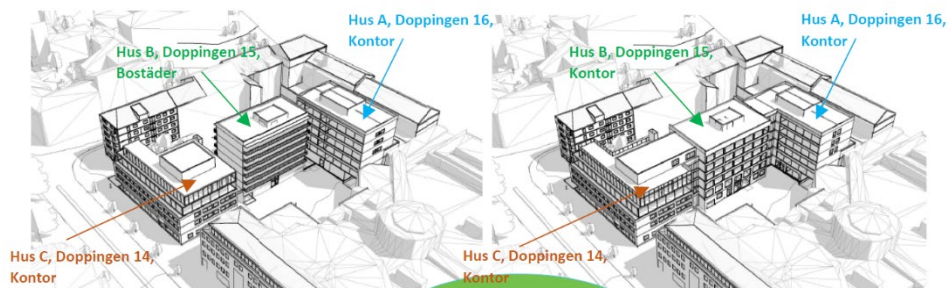 Hus A, Doppingen 16,
Kontor
Hus B, Doppingen 15,
Bostäder
Hus C, Doppingen 14,
Kontor
Hus A, Doppingen 16,
Kontor
Hus B, Doppingen 15,
Kontor
Hus C, Doppingen 14,
Kontor